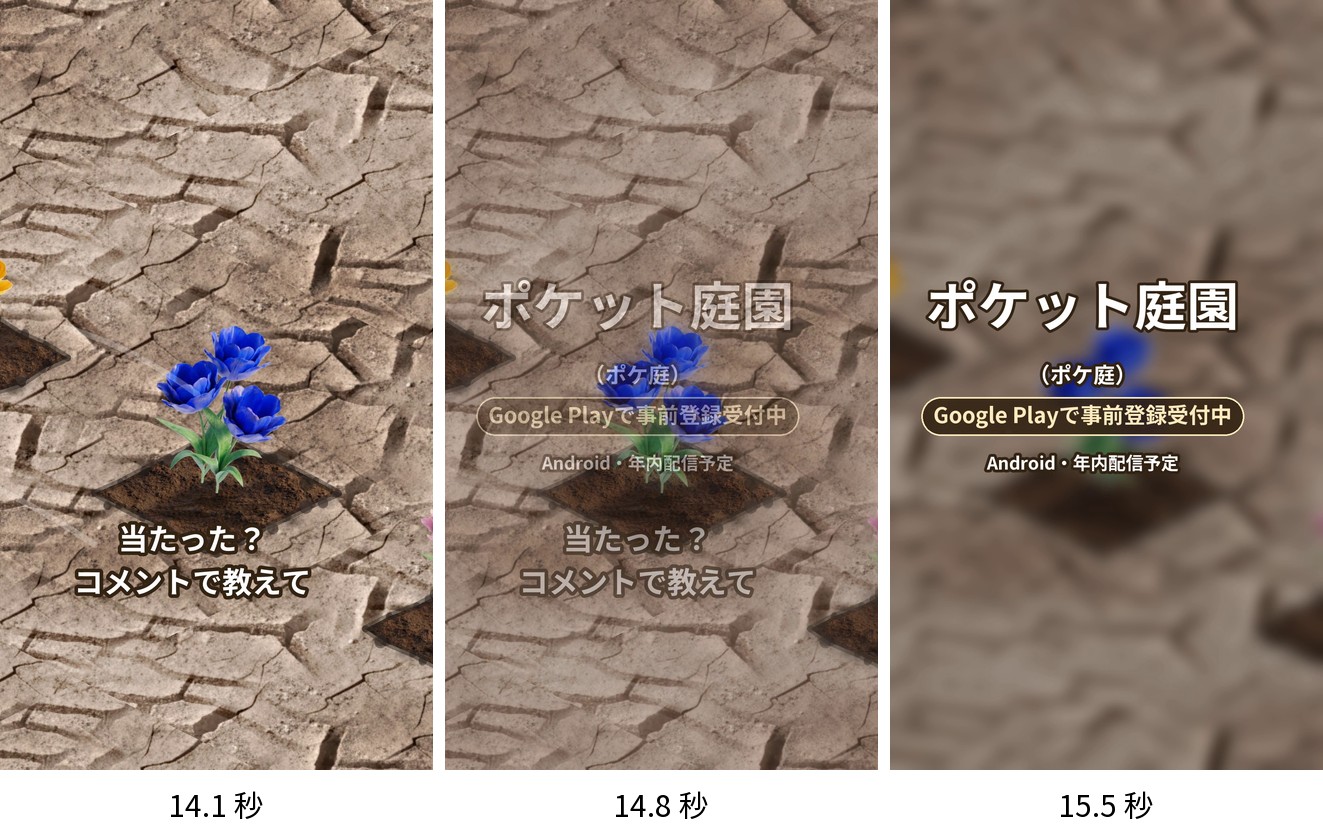 当たった？
コメントで教えて
14.1 秒
ポケット庭園
（ポケ庭）
Google Playで事前登録受付中
Android・年内配信予定
当たった？
コメントで教えて
14.8 秒
ポケット庭園
（ポケ庭）
Google Playで事前登録受付中
Android・年内配信予定
15.5 秒